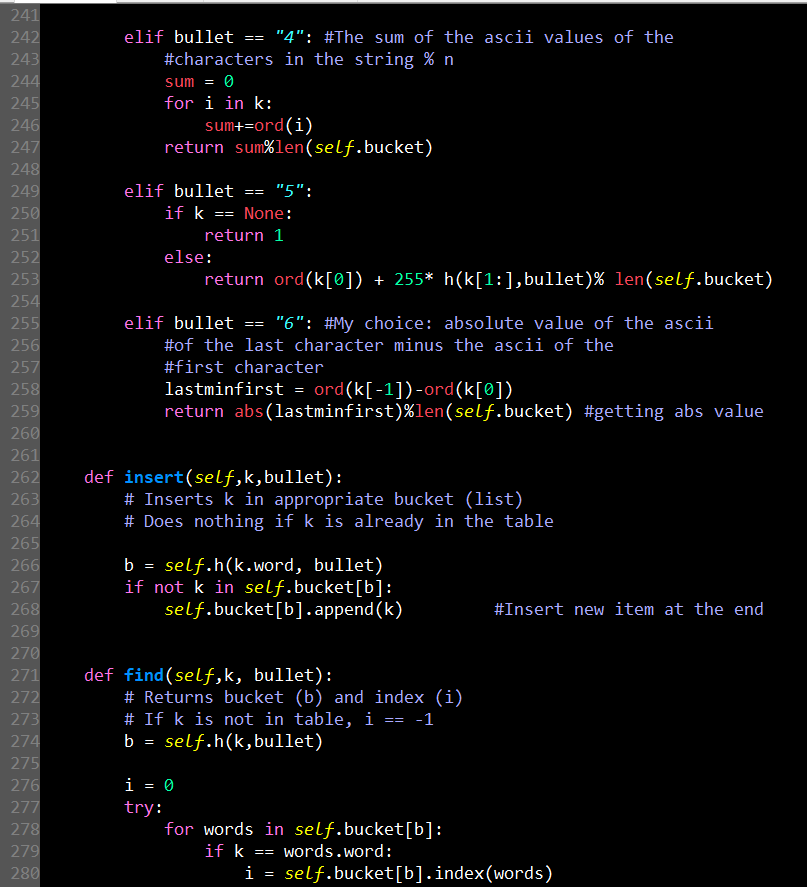 241
242 elif bullet == "4": #The sum of the ascii values of the
243 #characters in the string % n
244 sum = 0
245 for i in k:
246 sum+=ord(i)
247 return sum%len(self.bucket)
248
249 elif bullet == "5":
250 if k == None:
251 return 1
252 else:
253 return ord(k[0]) + 255* h(k[1:],bullet)% len(self.bucket)
254
255 elif bullet == "6": #My choice: absolute value of the ascii
256 #of the last character minus the ascii of the
257 #first character
258 lastminfirst = ord(k[-1])-ord(k[0])
259 return abs(lastminfirst)%len(self.bucket) #getting abs value
260
261
262 def insert(self,k,bullet):
263 # Inserts k in appropriate bucket (list)
264 # Does nothing if k is already in the table
265
266 b = self.h(k.word, bullet)
267 if not k in self.bucket[b]:
268 self.bucket[b].append(k) #Insert new item at the end
269
270
271 def find(self,k, bullet):
272 # Returns bucket (b) and index (i)
273 # If k is not in table, i == -1
274 b = self.h(k,bullet)
275
276 i = 0
277 try:
278 for words in self.bucket[b]:
279 if k == words.word:
280 i = self.bucket[b].index(words)